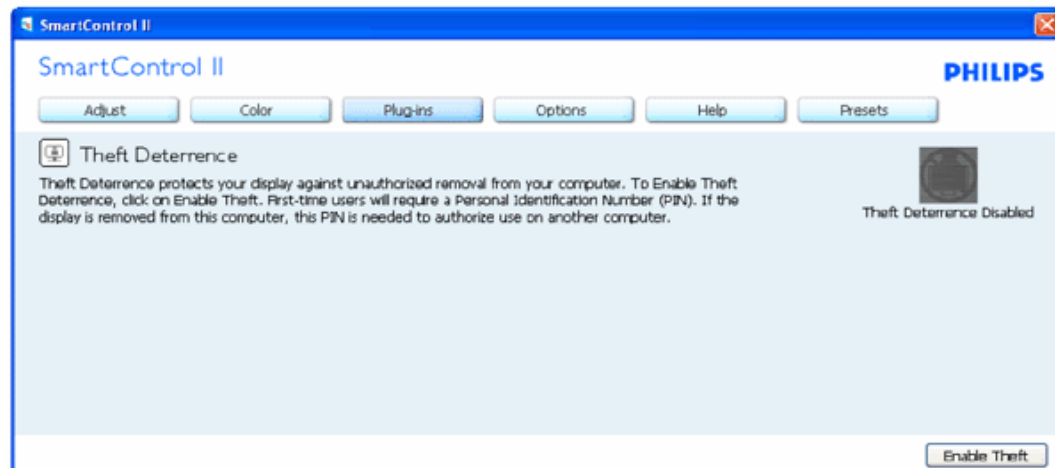 SmartControl II
SmartControl II
PHILIPS
Adjust
Color
Plug-ins
Options
Help
Presets
Theft Deterrence
Theft Deterrence protects your display against unauthorized removal from your computer. To Enable Theft
Deterrence, click on Enable Theft. First-time users will require a Personal Identification Number (PIN). If the
display is removed from this computer, this PIN is needed to authorize use on another computer.
Theft Deterrence Disabled
Enable Theft